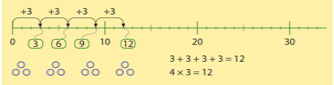 +3 +3 +3 +3
0 3 6 9 10 12 20 30
3 + 3 + 3 + 3 = 12
4 × 3 = 12